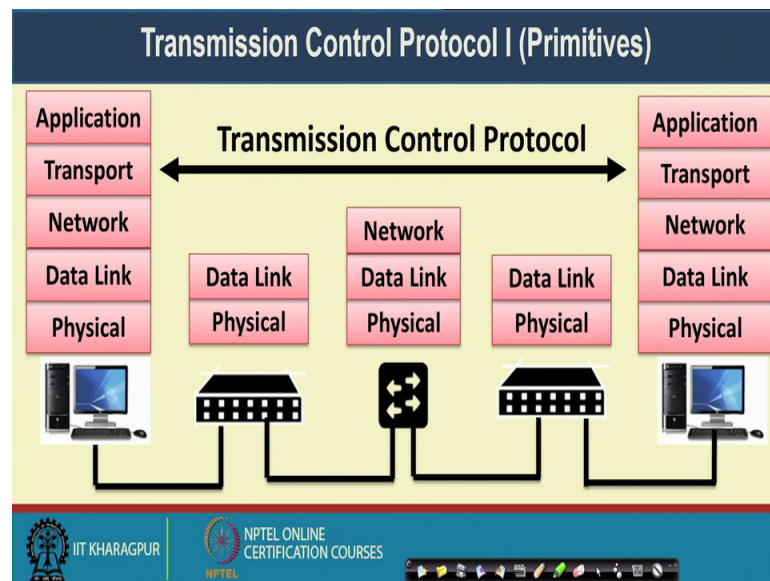 Transmission Control Protocol I (Primitives)
Application
Transport
Network
Data Link
Physical
Transmission Control Protocol
Data Link
Physical
Network
Data Link
Physical
Data Link
Physical
Application
Transport
Network
Data Link
Physical
IIT KHARAGPUR
NPTEL
NPTEL ONLINE
CERTIFICATION COURSES